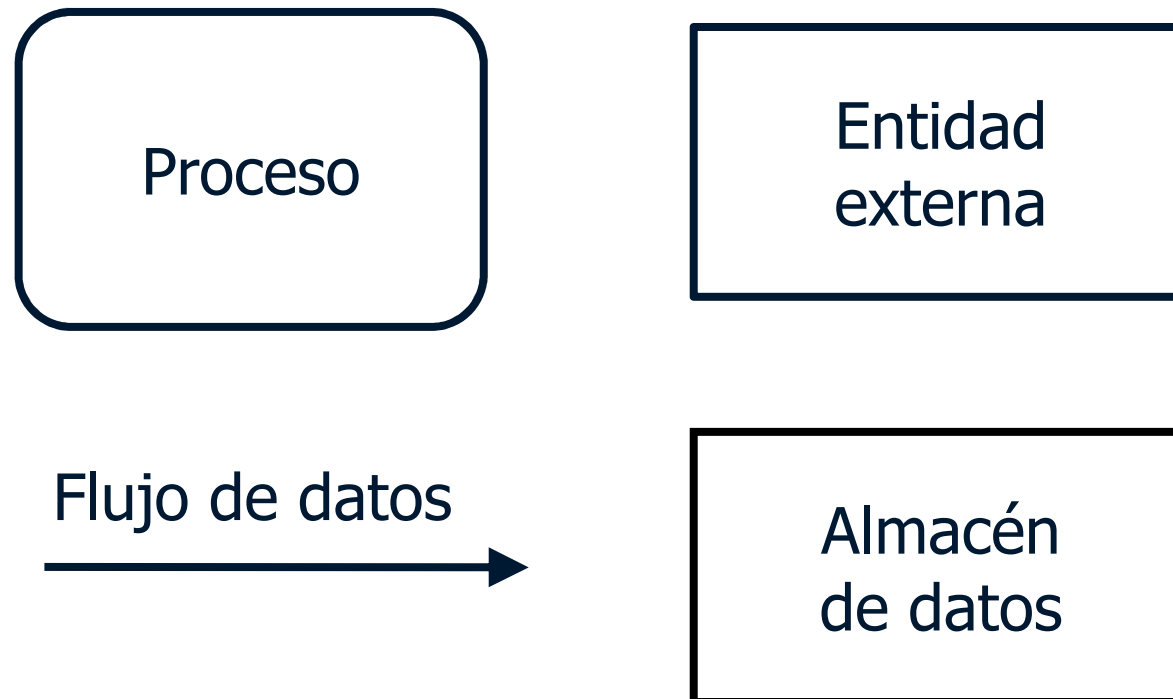 Proceso
Entidad
externa
Flujo de datos
Almacén
de datos